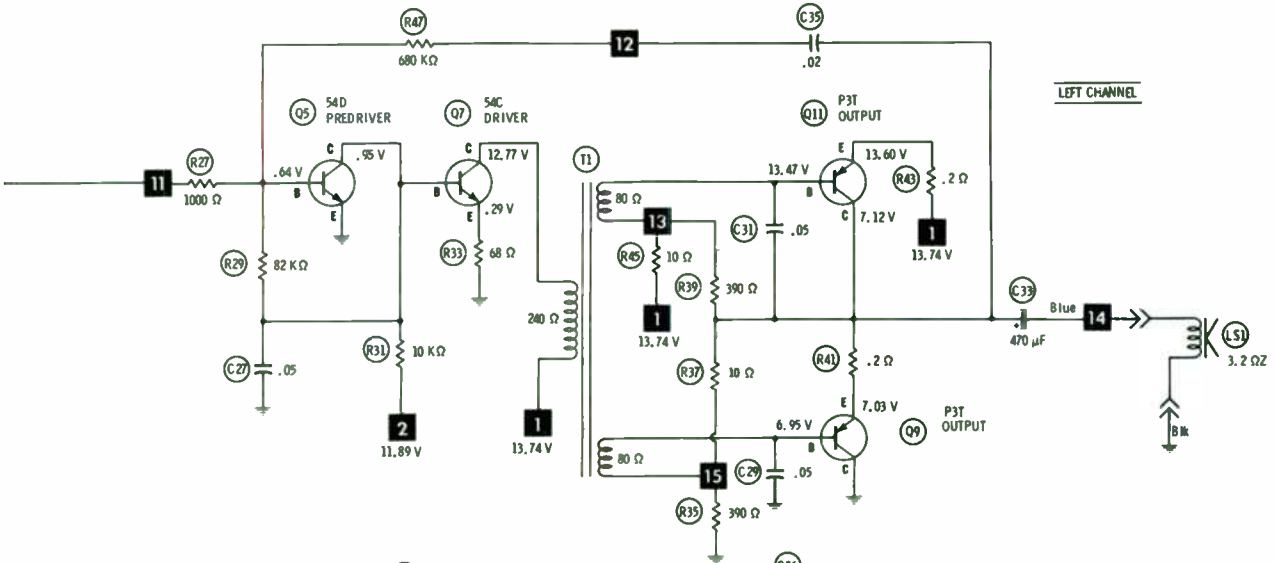 R47
680 KΩ
12
C35
.02
LEFT CHANNEL
Q5
54D
PREDRIVER
Q7
54C
DRIVER
Q11
P3T
OUTPUT
11
R27
1000 Ω
.64 V
B
C
.95 V
E
B
C
12.77 V
E
.29 V
R33
68 Ω
T1
80 Ω
13
13.47 V
B
E
13.60 V
C
7.12 V
R43
.2 Ω
1
13.74 V
R29
82 KΩ
R45
10 Ω
1
13.74 V
R39
390 Ω
C31
.05
C33
470 µF
+
Blue
14
LS1
3.2 ΩZ
Blk
C27
.05
R31
10 KΩ
2
11.89 V
240 Ω
1
13.74 V
R37
10 Ω
R41
.2 Ω
E
7.03 V
6.95 V
B
C
Q9
P3T
OUTPUT
80 Ω
15
C29
.05
R35
390 Ω